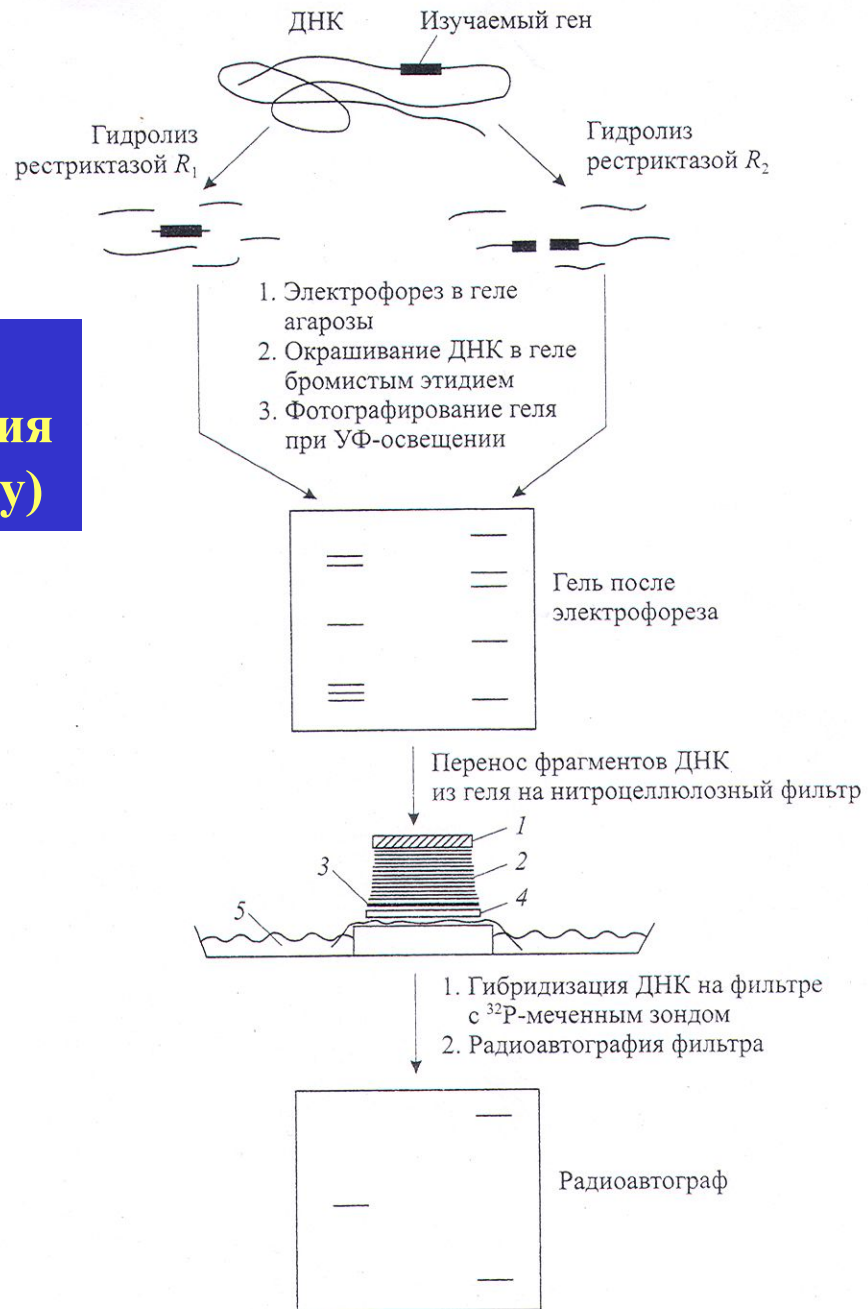 ДНК
Изучаемый ген
Гидролиз
рестриктазой R₁
Гидролиз
рестриктазой R₂
1. Электрофорез в геле
агарозы
2. Окрашивание ДНК в геле
бромистым этидием
3. Фотографирование геля
при УФ-освещении
ия
у)
Гель после
электрофореза
Перенос фрагментов ДНК
из геля на нитроцеллюлозный фильтр
1
2
3
4
5
1. Гибридизация ДНК на фильтре
с ³²P-меченным зондом
2. Радиоавтография фильтра
Радиоавтограф